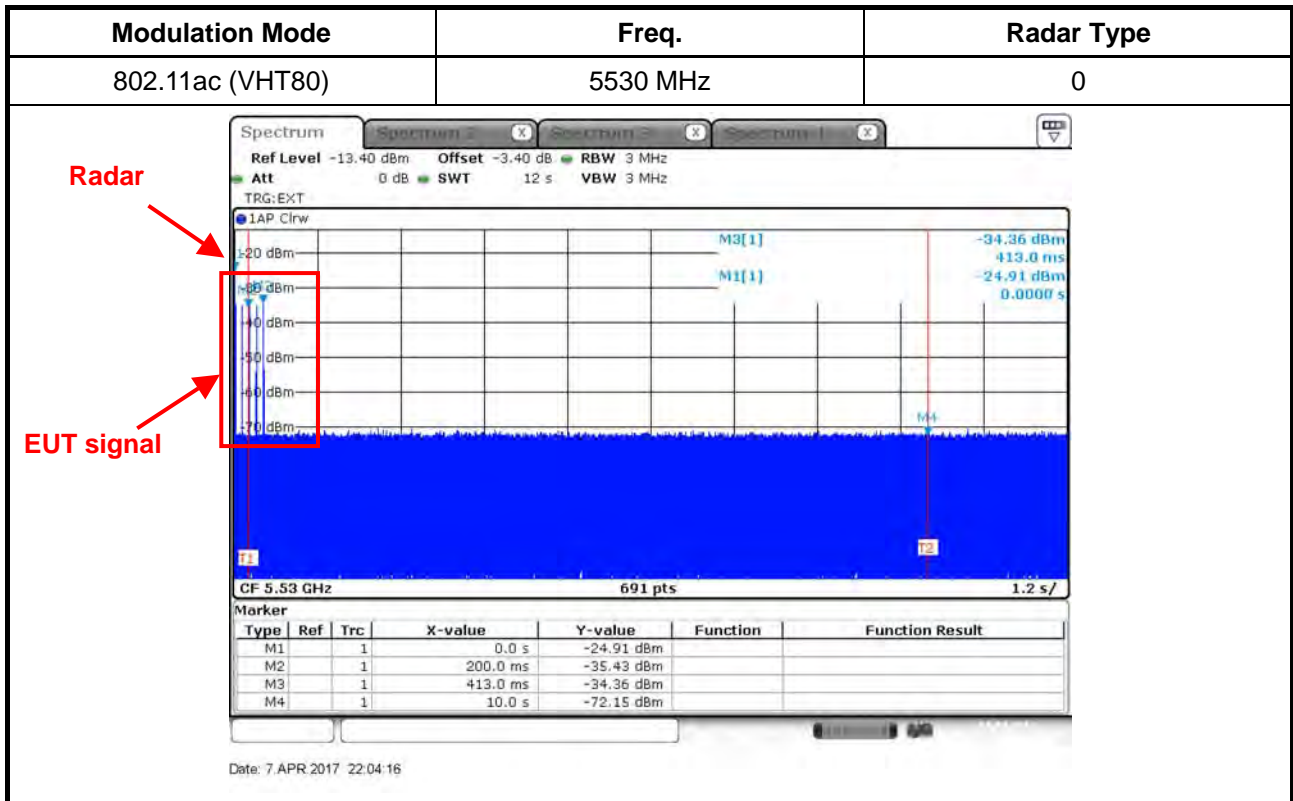 Modulation Mode Freq. Radar Type
802.11ac (VHT80) 5530 MHz 0
Spectrum Spectrum 2 X Spectrum 3 X X
Ref Level -13.40 dBm Offset -3.40 dB RBW 3 MHz
Att 0 dB SWT 12 s VBW 3 MHz
TRG:EXT
1AP Clrw
Radar
M3[1] -34.36 dBm
413.0 ms
M1[1] -24.91 dBm
0.0000 s
-20 dBm
-30 dBm
-40 dBm
-50 dBm
-60 dBm
-70 dBm
EUT signal
M4
T1
T2
CF 5.53 GHz 691 pts 1.2 s/
Marker
Type Ref Trc X-value Y-value Function Function Result
M1 1 0.0 s -24.91 dBm
M2 1 200.0 ms -35.43 dBm
M3 1 413.0 ms -34.36 dBm
M4 1 10.0 s -72.15 dBm
Date: 7.APR.2017 22:04:16